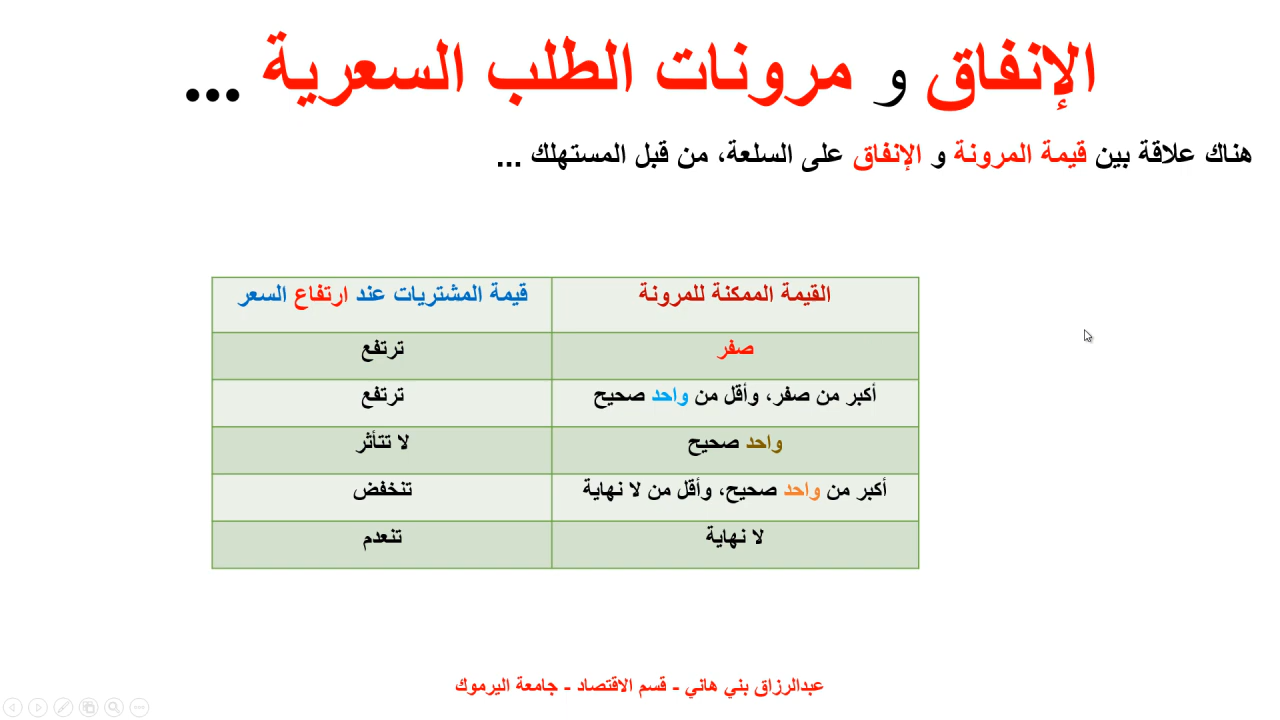 الإنفاق و مرونات الطلب السعرية ...
هناك علاقة بين قيمة المرونة و الإنفاق على السلعة، من قبل المستهلك ...
القيمة الممكنة للمرونة قيمة المشتريات عند ارتفاع السعر
صفر ترتفع
أكبر من صفر، وأقل من واحد صحيح ترتفع
واحد صحيح لا تتأثر
أكبر من واحد صحيح، وأقل من لا نهاية تنخفض
لا نهاية تنعدم
عبدالرزاق بني هاني - قسم الاقتصاد - جامعة اليرموك